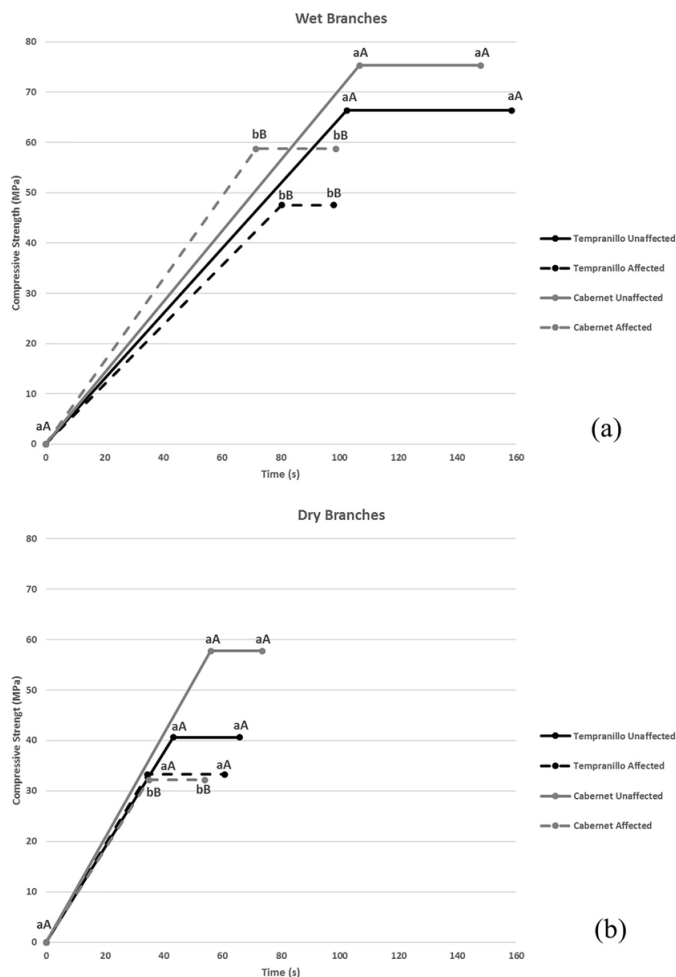 Wet Branches
80
aA
aA
70
aA
aA
60
bB
bB
50
bB
bB
40
30
20
10
aA
0
0
20
40
60
80
100
120
140
160
Compressive Strength (MPa)
Time (s)
Tempranillo Unaffected
Tempranillo Affected
Cabernet Unaffected
Cabernet Affected
(a)
Dry Branches
80
70
60
aA
aA
50
40
aA
aA
aA
aA
30
bB
bB
20
10
aA
0
0
20
40
60
80
100
120
140
160
Compressive Strengt (MPa)
Time (s)
Tempranillo Unaffected
Tempranillo Affected
Cabernet Unaffected
Cabernet Affected
(b)